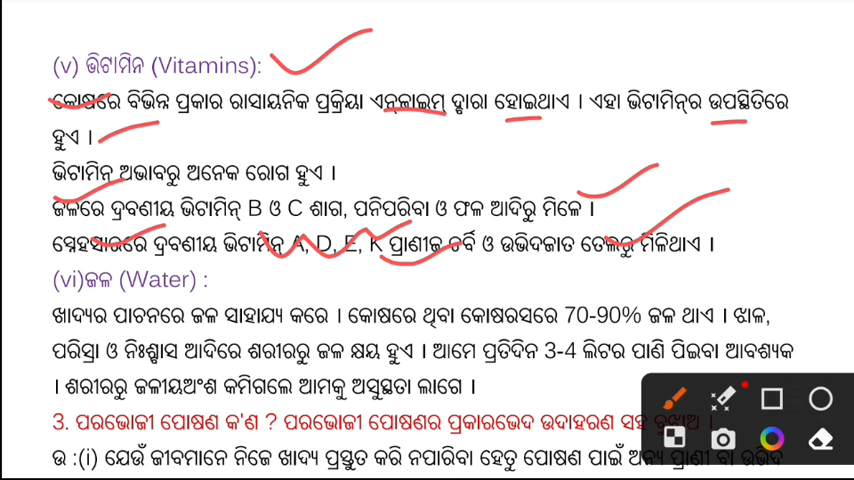 (v) ଭିଟାମିନ (Vitamins):
କୋଷରେ ବିଭିନ୍ନ ପ୍ରକାର ରାସାୟନିକ ପ୍ରକ୍ରିୟା ଏନ୍‌ଜାଇମ୍ ଦ୍ବାରା ହୋଇଥାଏ । ଏହା ଭିଟାମିନ୍‌ର ଉପସ୍ଥିତିରେ
ହୁଏ ।
ଭିଟାମିନ୍ ଅଭାବରୁ ଅନେକ ରୋଗ ହୁଏ ।
ଜଳରେ ଦ୍ରବଣୀୟ ଭିଟାମିନ୍ B ଓ C ଶାଗ, ପନିପରିବା ଓ ଫଳ ଆଦିରୁ ମିଳେ ।
ସ୍ନେହସାରରେ ଦ୍ରବଣୀୟ ଭିଟାମିନ୍ A, D, E, K ପ୍ରାଣୀଜ ଚର୍ବି ଓ ଉଭିଦଜାତ ତେଲରୁ ମିଳିଥାଏ ।
(vi)ଜଳ (Water) :
ଖାଦ୍ୟର ପାଚନରେ ଜଳ ସାହାଯ୍ୟ କରେ । କୋଷରେ ଥିବା କୋଷରସରେ 70-90% ଜଳ ଥାଏ । ଝାଳ,
ପରିସ୍ରା ଓ ନିଃଶ୍ବାସ ଆଦିରେ ଶରୀରରୁ ଜଳ କ୍ଷୟ ହୁଏ । ଆମେ ପ୍ରତିଦିନ 3-4 ଲିଟର ପାଣି ପିଇବା ଆବଶ୍ୟକ
। ଶରୀରରୁ ଜଳୀୟଅଂଶ କମିଗଲେ ଆମକୁ ଅସୁସ୍ଥତା ଲାଗେ ।
3. ପରଭୋଜୀ ପୋଷଣ କ'ଣ ? ପରଭୋଜୀ ପୋଷଣର ପ୍ରକାରଭେଦ ଉଦାହରଣ ସହ ବୁଝାଅ ।
ଉ :(i) ଯେଉଁ ଜୀବମାନେ ନିଜେ ଖାଦ୍ୟ ପ୍ରସ୍ତୁତ କରି ନପାରିବା ହେତୁ ପୋଷଣ ପାଇଁ ଅନ୍ୟ ପ୍ରାଣୀ ବା ଉଭିଦ